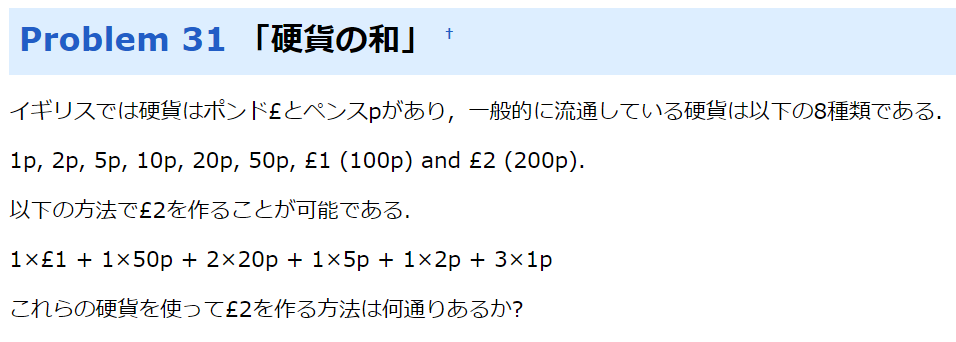 Problem 31 「硬貨の和」 †
イギリスでは硬貨はポンド£とペンスpがあり，一般的に流通している硬貨は以下の8種類である.
1p, 2p, 5p, 10p, 20p, 50p, £1 (100p) and £2 (200p).
以下の方法で£2を作ることが可能である.
1×£1 + 1×50p + 2×20p + 1×5p + 1×2p + 3×1p
これらの硬貨を使って£2を作る方法は何通りあるか?